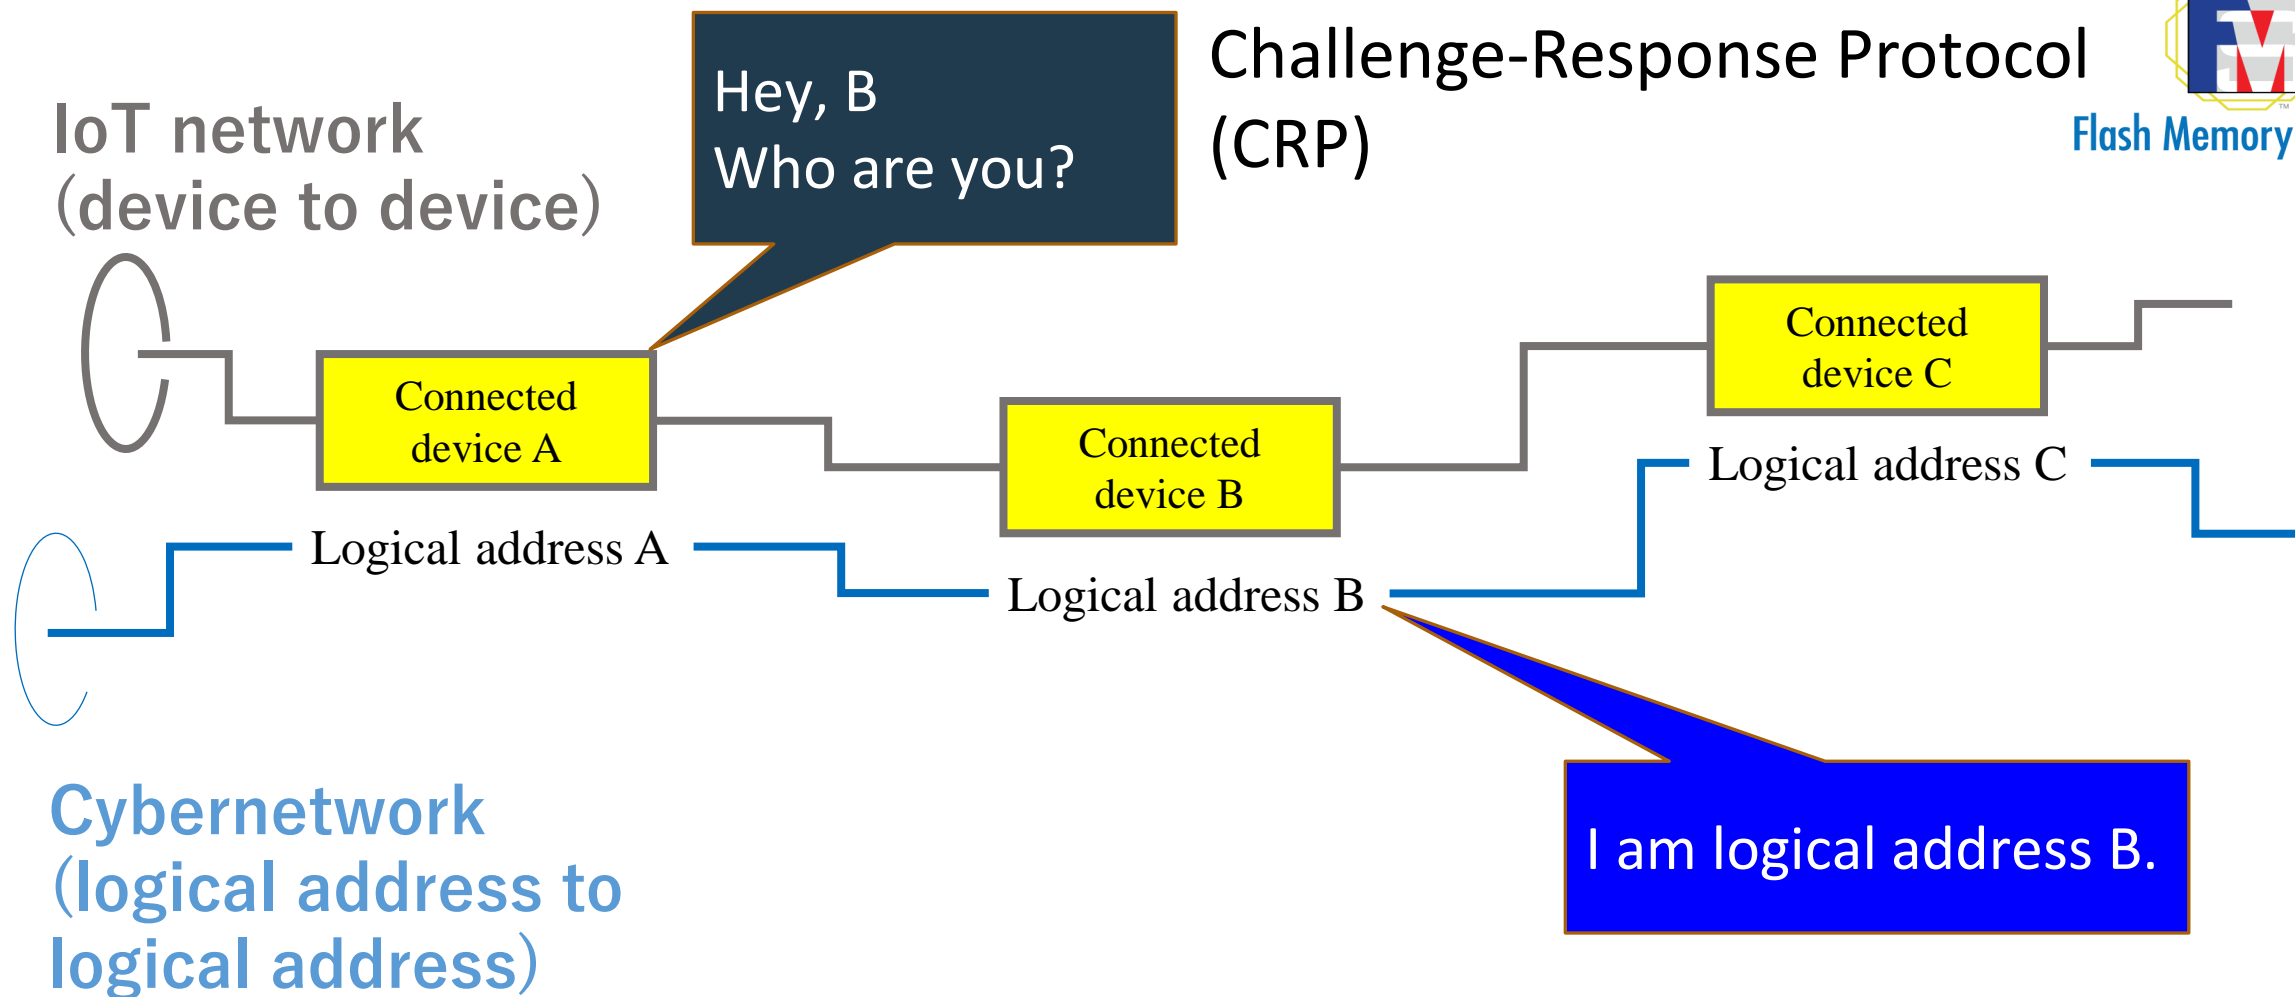 Challenge-Response Protocol
(CRP)
Flash Memory
TM
Hey, B
Who are you?
IoT network
(device to device)
Connected
device A
Connected
device B
Connected
device C
Logical address A
Logical address B
Logical address C
I am logical address B.
Cybernetwork
(logical address to
logical address)